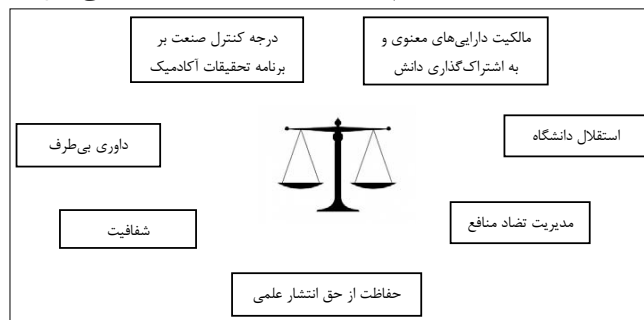 مالکیت دارایی‌های معنوی و
به اشتراک‌گذاری دانش
درجه کنترل صنعت بر
برنامه تحقیقات آکادمیک
استقلال دانشگاه
داوری بی‌طرف
مدیریت تضاد منافع
شفافیت
حفاظت از حق انتشار علمی